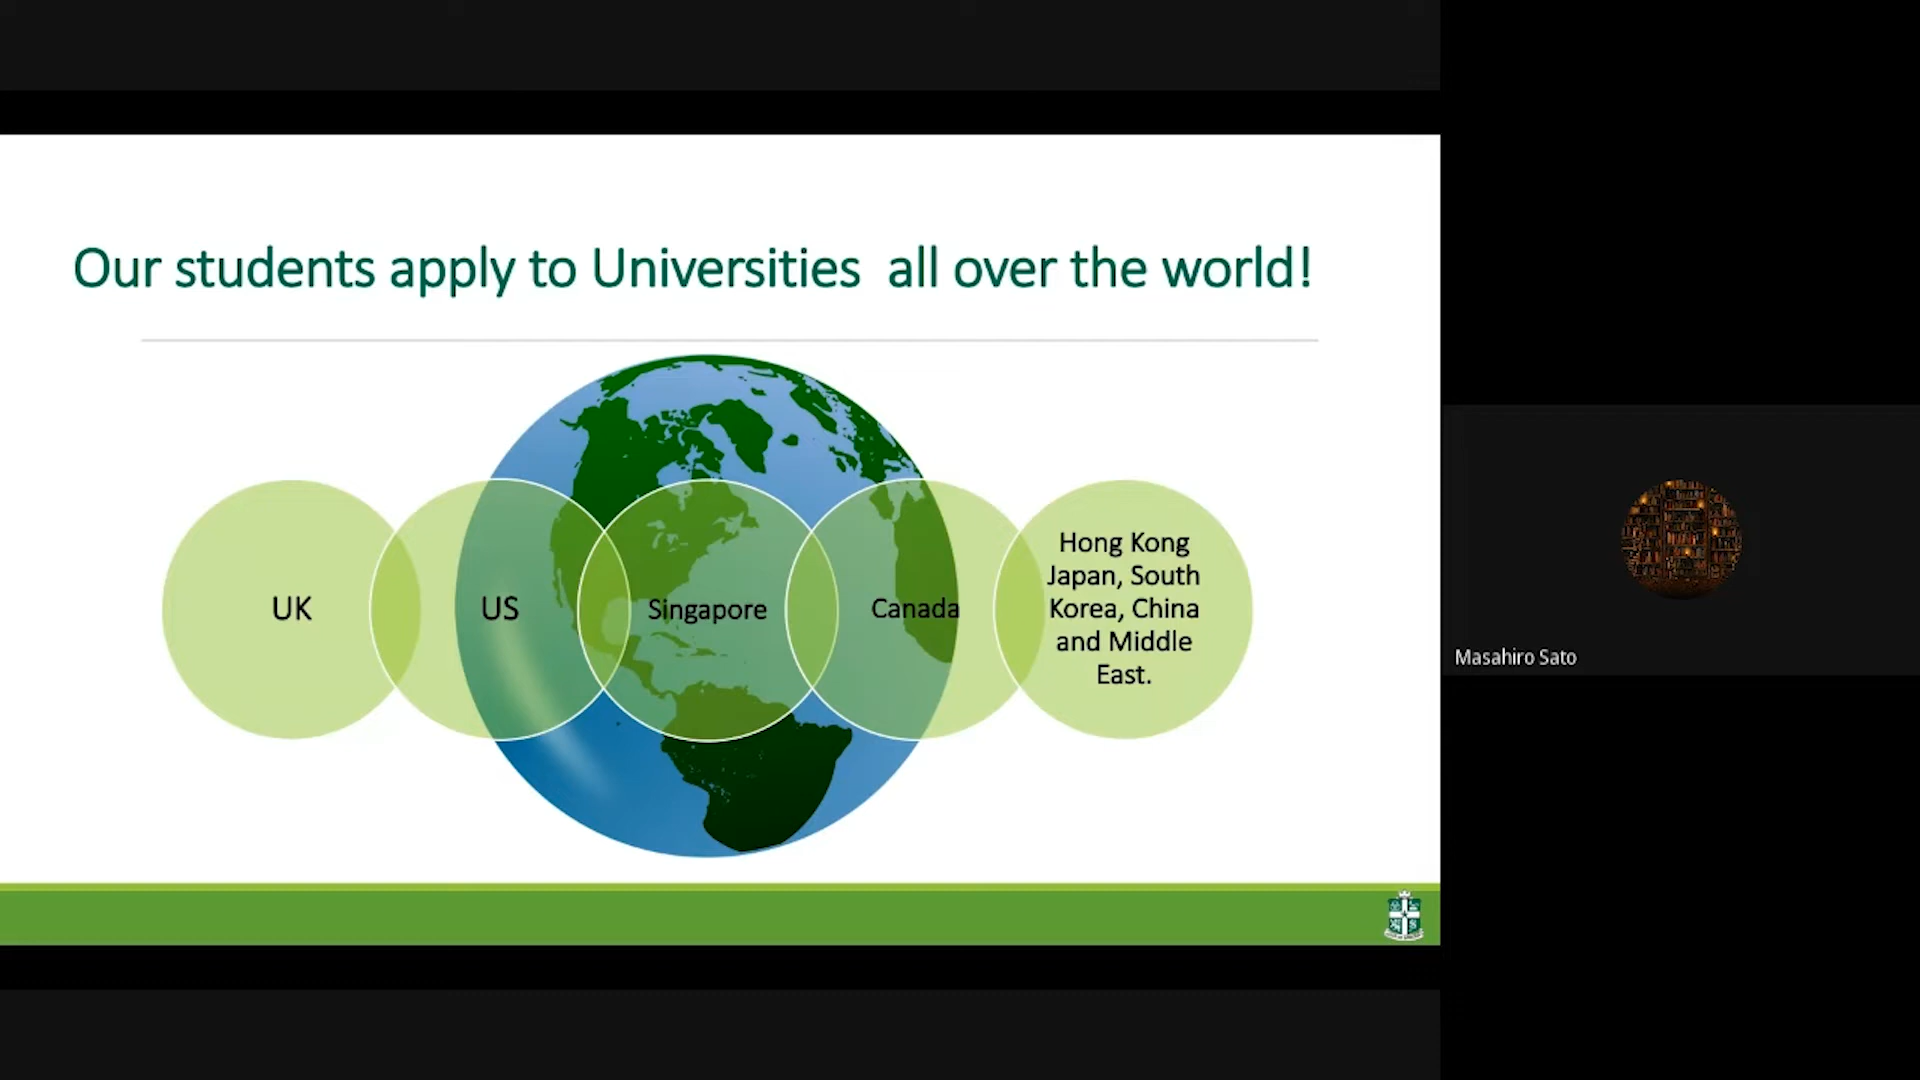 Our students apply to Universities  all over the world!
UK
US
Singapore
Canada
Hong Kong
Japan, South
Korea, China
and Middle
East.
Masahiro Sato